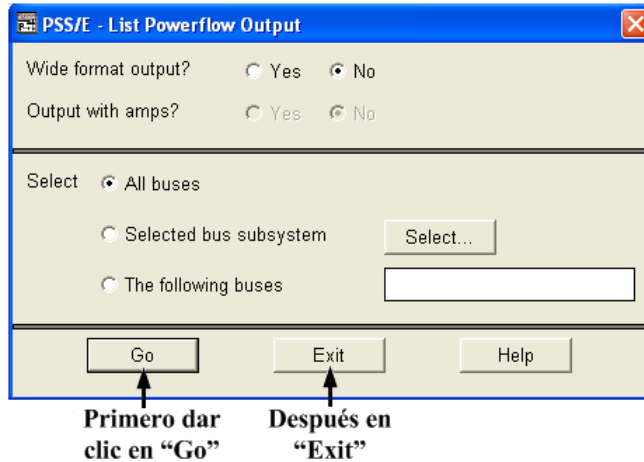 PSS/E - List Powerflow Output
Wide format output? Yes No
Output with amps? Yes No
Select All buses
Selected bus subsystem Select...
The following buses
Go Exit Help
Primero dar Después en
clic en “Go” “Exit”